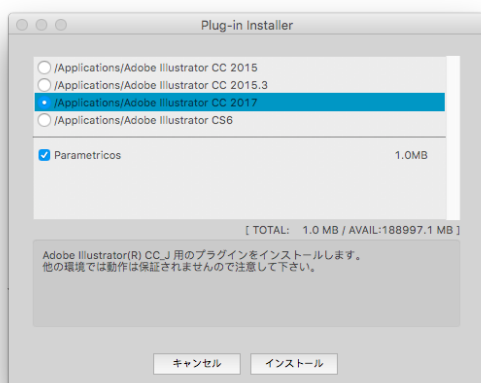 Plug-in Installer
/Applications/Adobe Illustrator CC 2015
/Applications/Adobe Illustrator CC 2015.3
/Applications/Adobe Illustrator CC 2017
/Applications/Adobe Illustrator CS6
Parametricos 1.0MB
[ TOTAL: 1.0 MB / AVAIL:188997.1 MB ]
Adobe Illustrator(R) CC_J 用のプラグインをインストールします。
他の環境では動作は保証されませんので注意して下さい。
キャンセル インストール